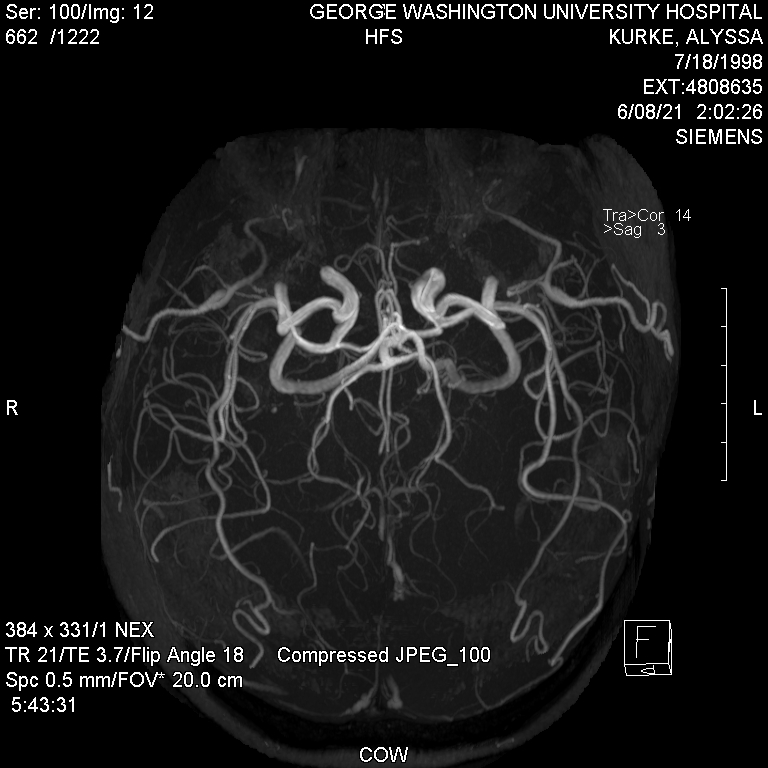 Ser: 100/Img: 12
662 /1222
HFS
GEORGE WASHINGTON UNIVERSITY HOSPITAL
KURKE, ALYSSA
7/18/1998
EXT:4808635
6/08/21 2:02:26
SIEMENS
Tra>Cor 14
>Sag 3
R
L
384 x 331/1 NEX
TR 21/TE 3.7/Flip Angle 18
Compressed JPEG_100
Spc 0.5 mm/FOV* 20.0 cm
5:43:31
F
COW